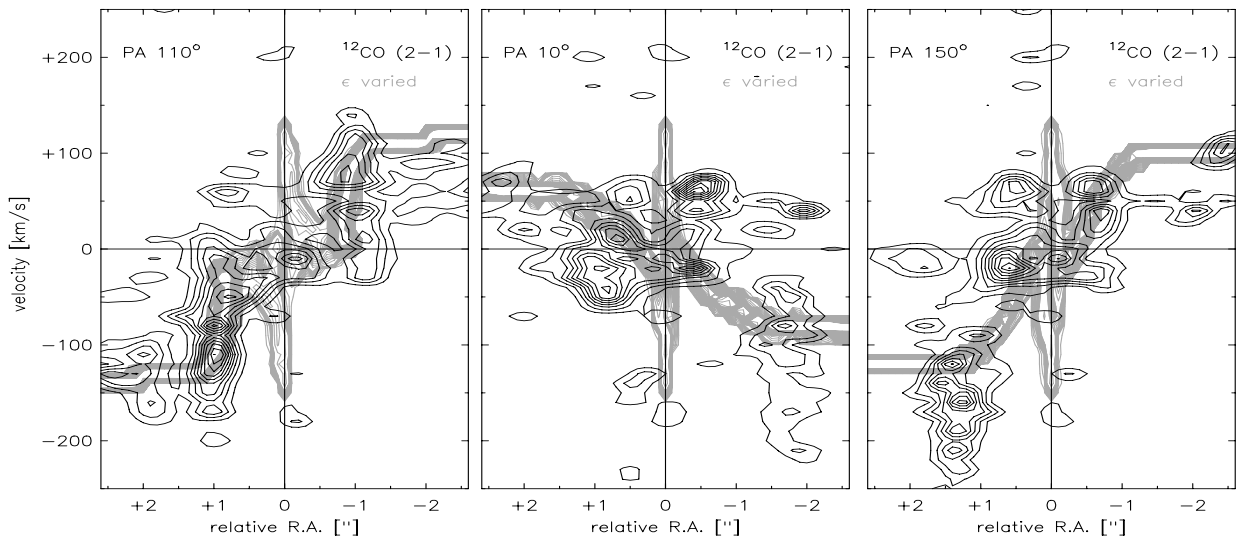 PA 110° ¹²CO (2–1)
ϵ varied
PA 10° ¹²CO (2–1)
ϵ varied
PA 150° ¹²CO (2–1)
ϵ varied
velocity [km/s]
+200
+100
0
−100
−200
+2 +1 0 −1 −2
+2 +1 0 −1 −2
+2 +1 0 −1 −2
relative R.A. ["]
relative R.A. ["]
relative R.A. ["]